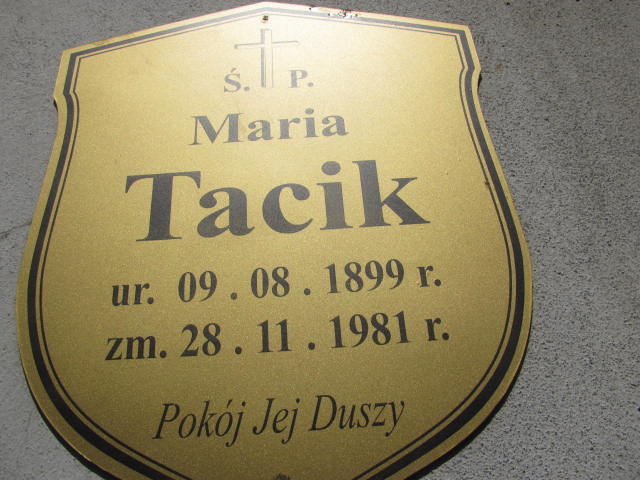 Ś. P.
Maria
Tacik
ur. 09 . 08 . 1899 r.
zm. 28 . 11 . 1981 r.
Pokój Jej Duszy